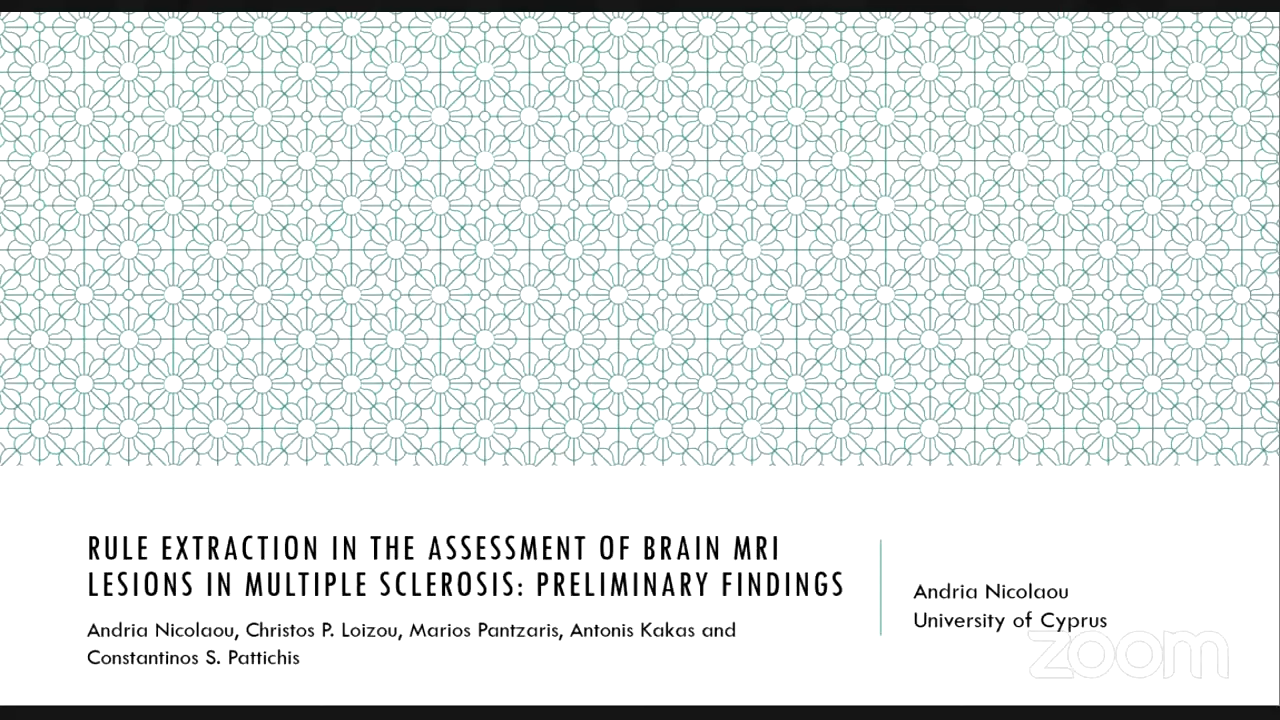 RULE EXTRACTION IN THE ASSESSMENT OF BRAIN MRI
LESIONS IN MULTIPLE SCLEROSIS: PRELIMINARY FINDINGS
Andria Nicolaou, Christos P. Loizou, Marios Pantzaris, Antonis Kakas and
Constantinos S. Pattichis
Andria Nicolaou
University of Cyprus
zoom